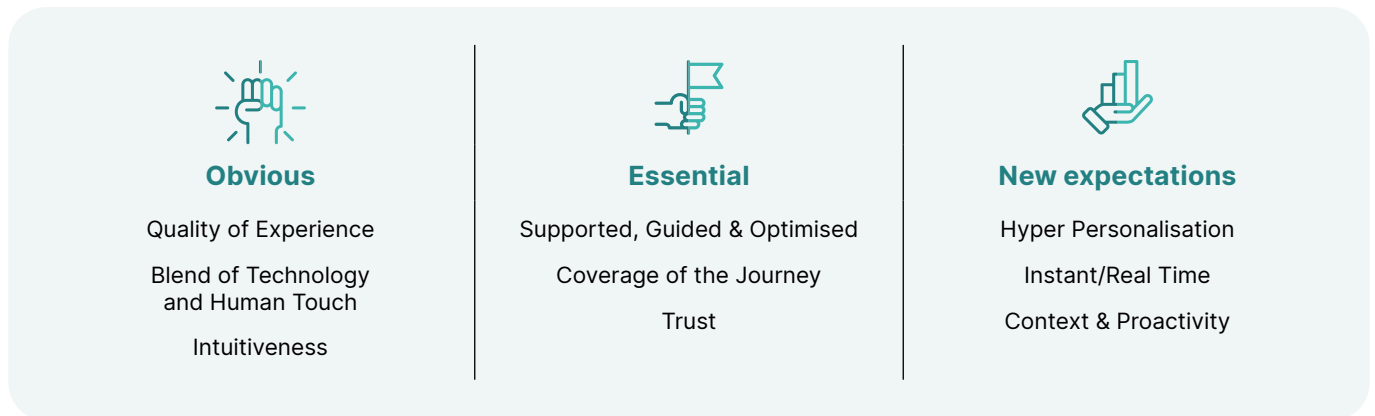 Obvious
Quality of Experience
Blend of Technology
and Human Touch
Intuitiveness
Essential
Supported, Guided & Optimised
Coverage of the Journey
Trust
New expectations
Hyper Personalisation
Instant/Real Time
Context & Proactivity